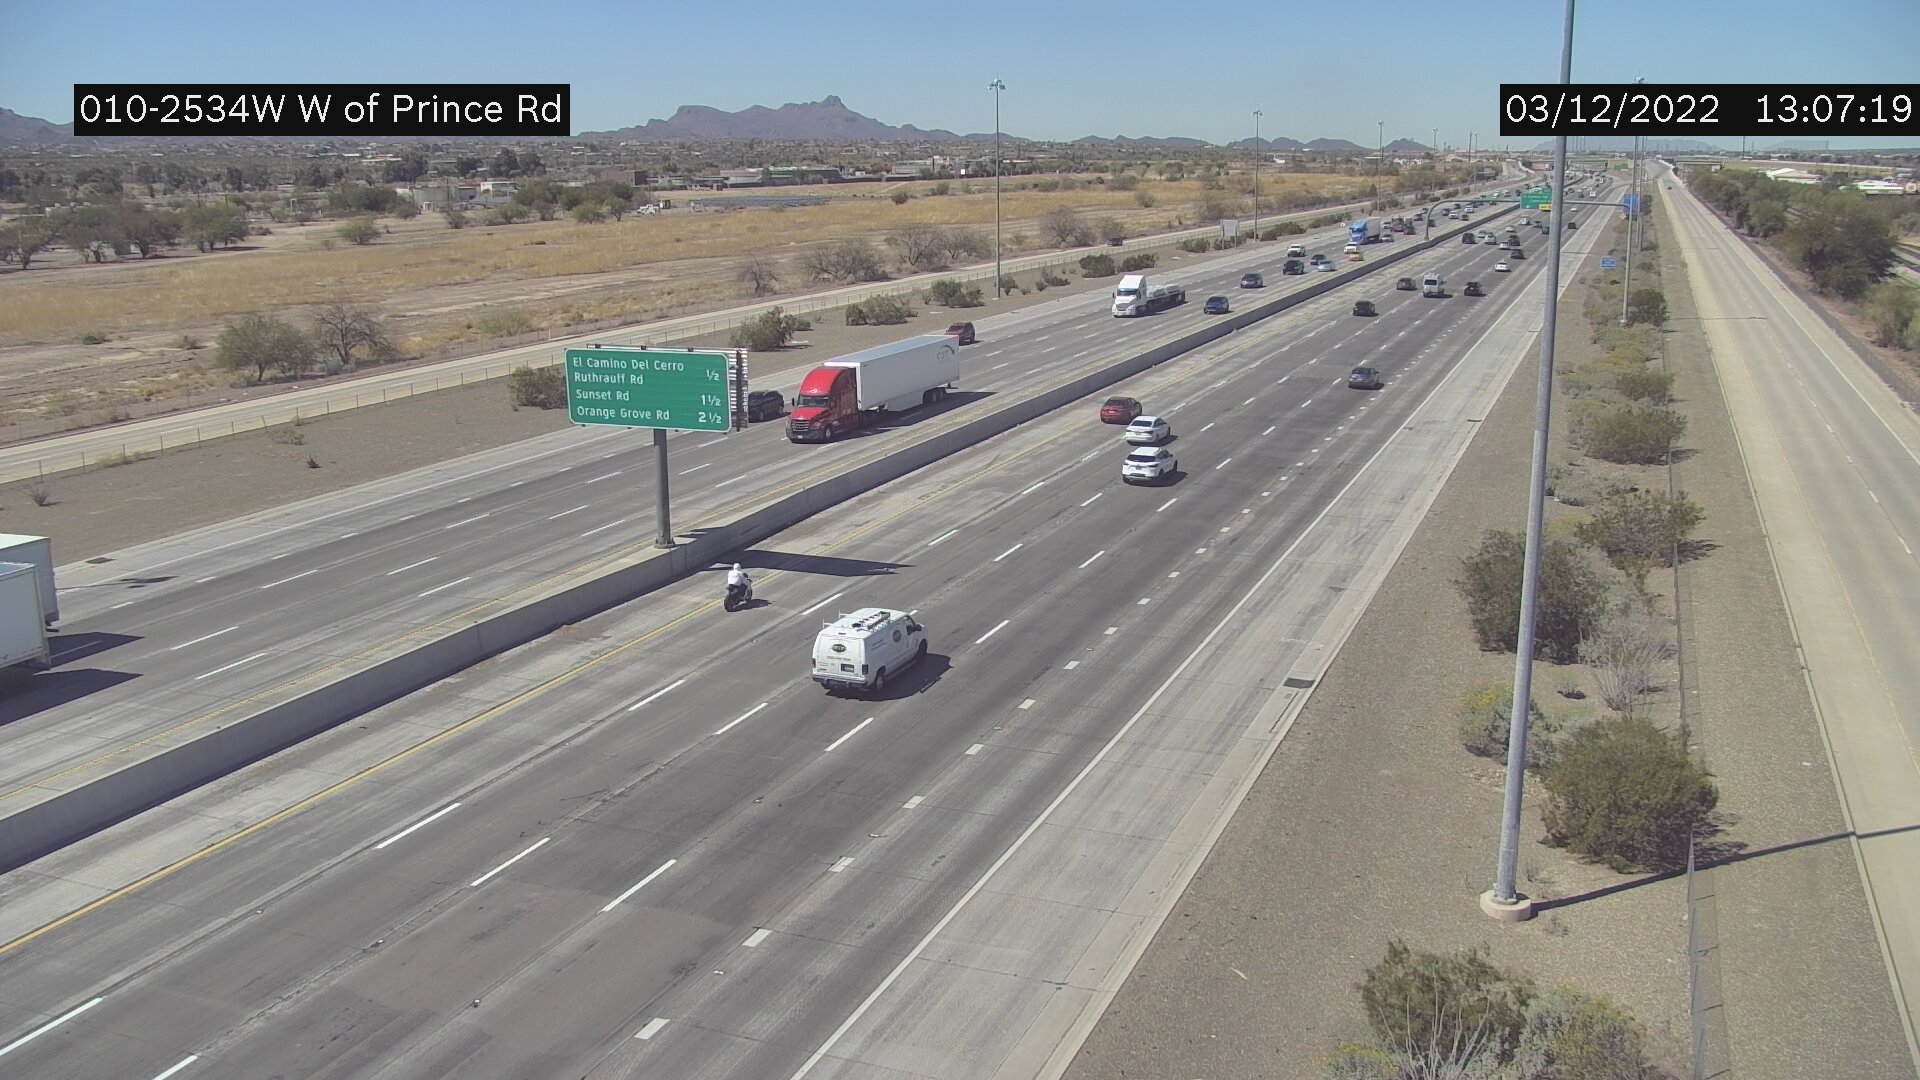 010-2534W W of Prince Rd
03/12/2022 13:07:19
El Camino Del Cerro
Ruthrauff Rd 1/2
Sunset Rd 1 1/2
Orange Grove Rd 2 1/2